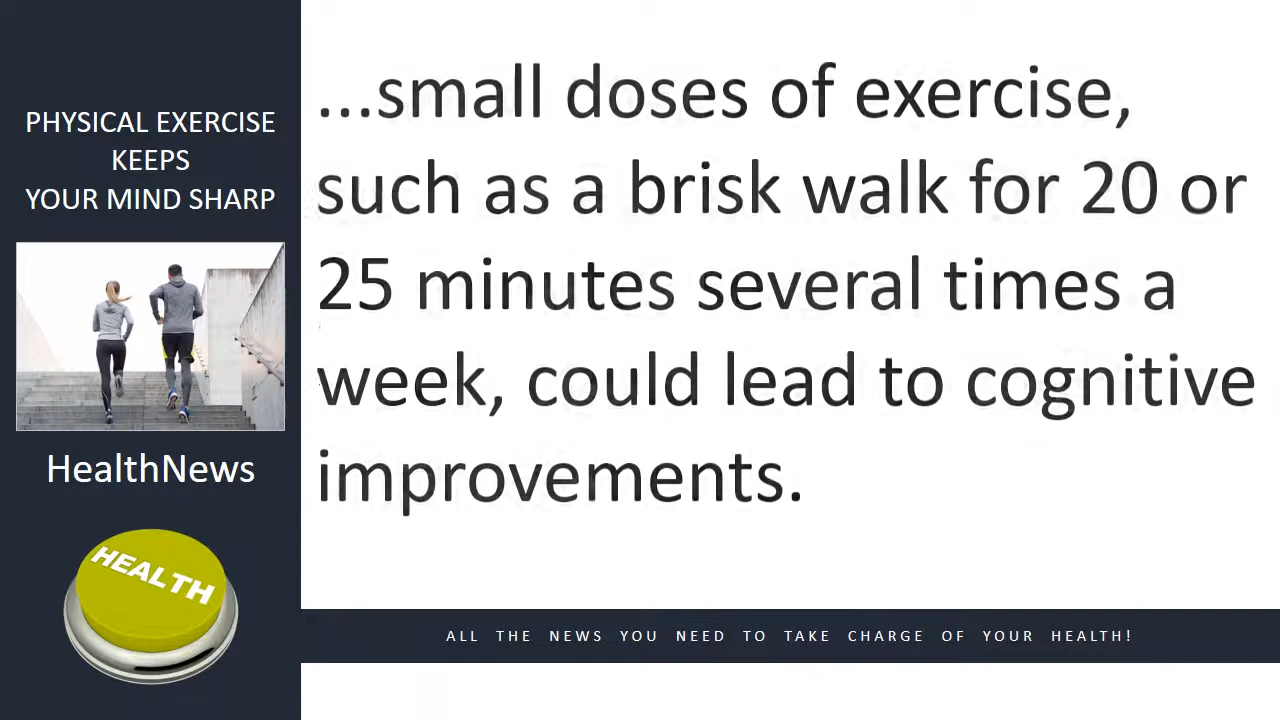 PHYSICAL EXERCISE
KEEPS
YOUR MIND SHARP
HealthNews
HEALTH
...small doses of exercise,
such as a brisk walk for 20 or
25 minutes several times a
week, could lead to cognitive
improvements.
ALL THE NEWS YOU NEED TO TAKE CHARGE OF YOUR HEALTH!